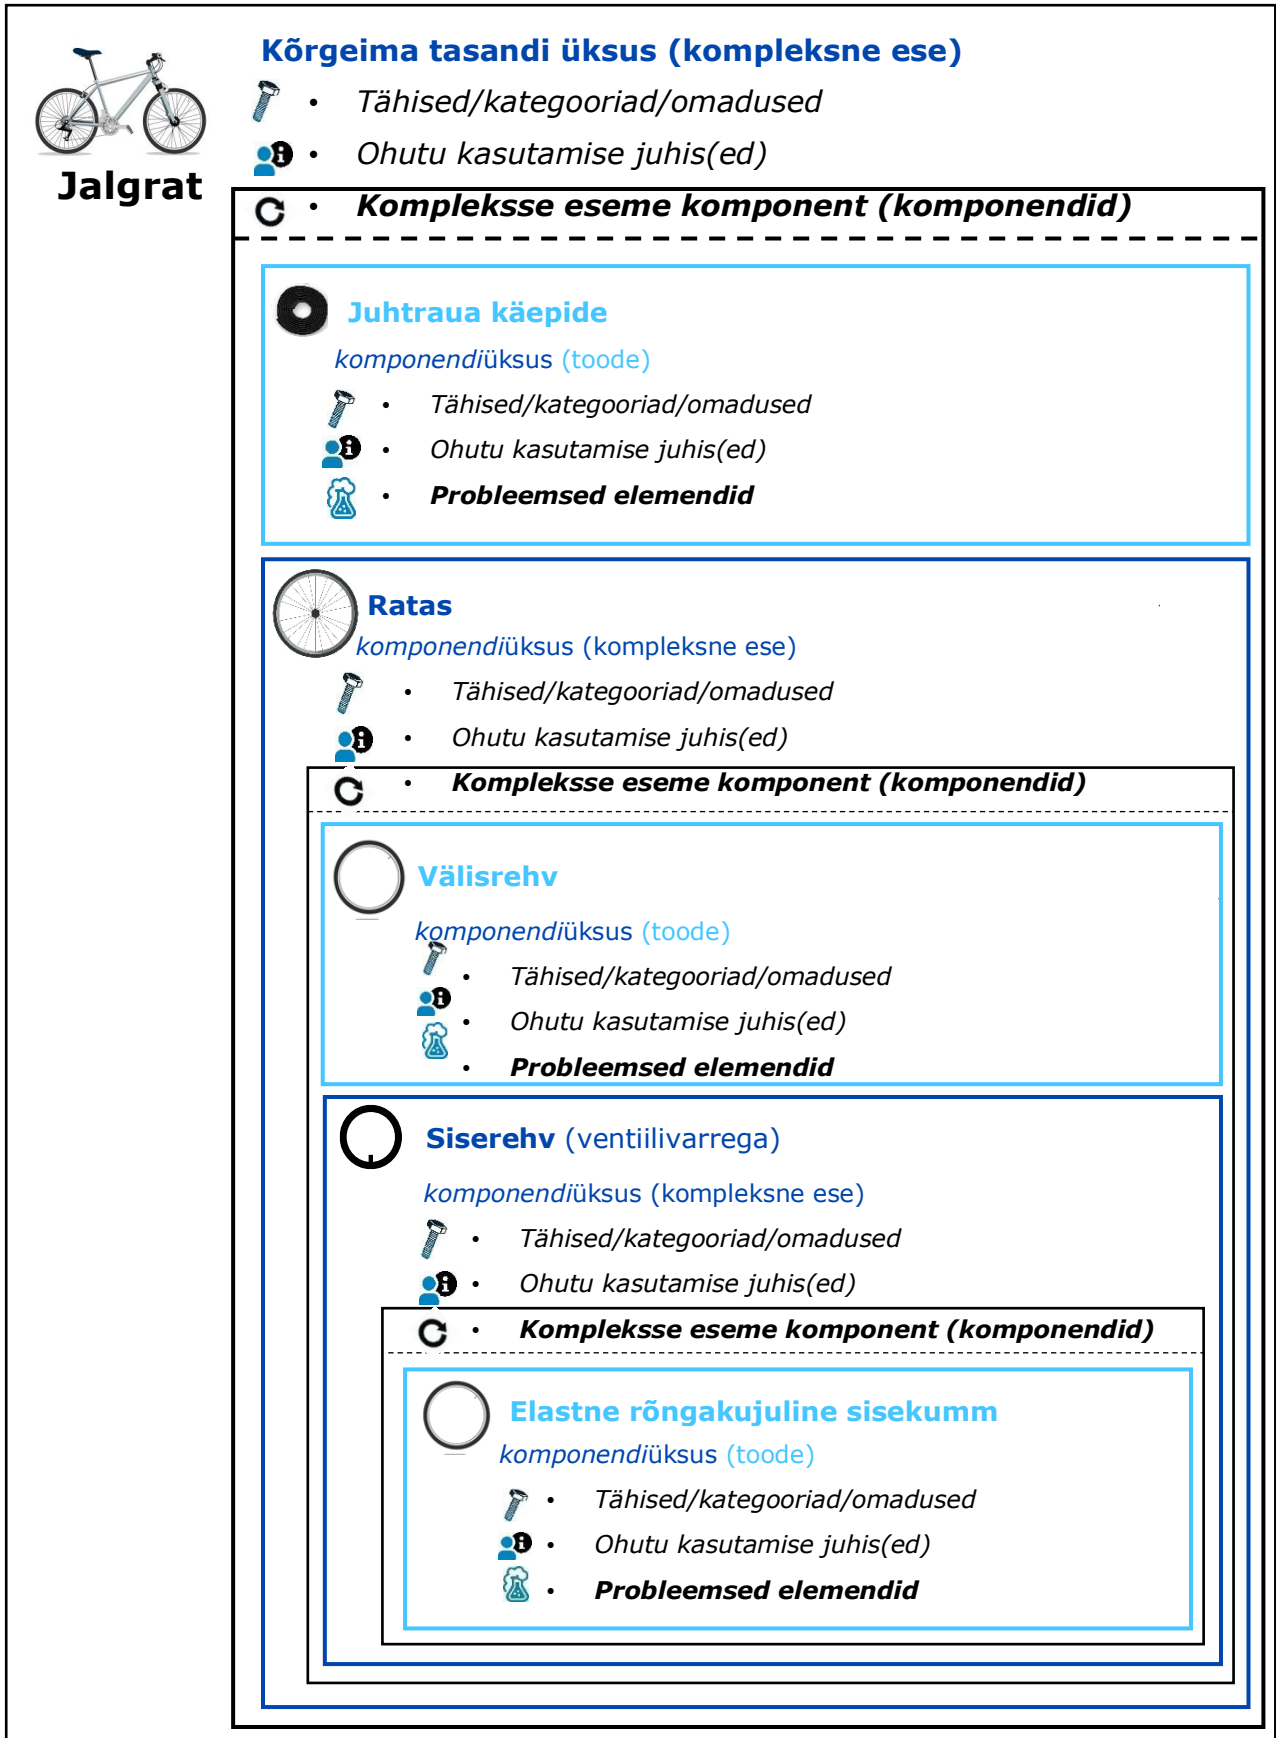 Kõrgeima tasandi üksus (kompleksne ese)
• Tähised/kategooriad/omadused
• Ohutu kasutamise juhis(ed)
Jalgrat
• Kompleksse eseme komponent (komponendid)
Juhtraua käepide
komponendiüksus (toode)
• Tähised/kategooriad/omadused
• Ohutu kasutamise juhis(ed)
• Probleemsed elemendid
Ratas
komponendiüksus (kompleksne ese)
• Tähised/kategooriad/omadused
• Ohutu kasutamise juhis(ed)
• Kompleksse eseme komponent (komponendid)
Välisrehv
komponendiüksus (toode)
• Tähised/kategooriad/omadused
• Ohutu kasutamise juhis(ed)
• Probleemsed elemendid
Siserehv (ventiilivarrega)
komponendiüksus (kompleksne ese)
• Tähised/kategooriad/omadused
• Ohutu kasutamise juhis(ed)
• Kompleksse eseme komponent (komponendid)
Elastne rõngakujuline sisekumm
komponendiüksus (toode)
• Tähised/kategooriad/omadused
• Ohutu kasutamise juhis(ed)
• Probleemsed elemendid